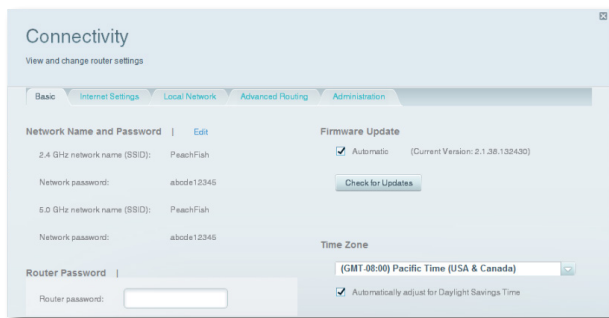 Connectivity
View and change router settings
Basic
Internet Settings
Local Network
Advanced Routing
Administration
Network Name and Password | Edit
2.4 GHz network name (SSID): PeachFish
Network password: abcde12345
5.0 GHz network name (SSID): PeachFish
Network password: abcde12345
Router Password |
Router password:
Firmware Update
Automatic (Current Version: 2.1.38.132430)
Check for Updates
Time Zone
(GMT-08:00) Pacific Time (USA & Canada)
Automatically adjust for Daylight Savings Time